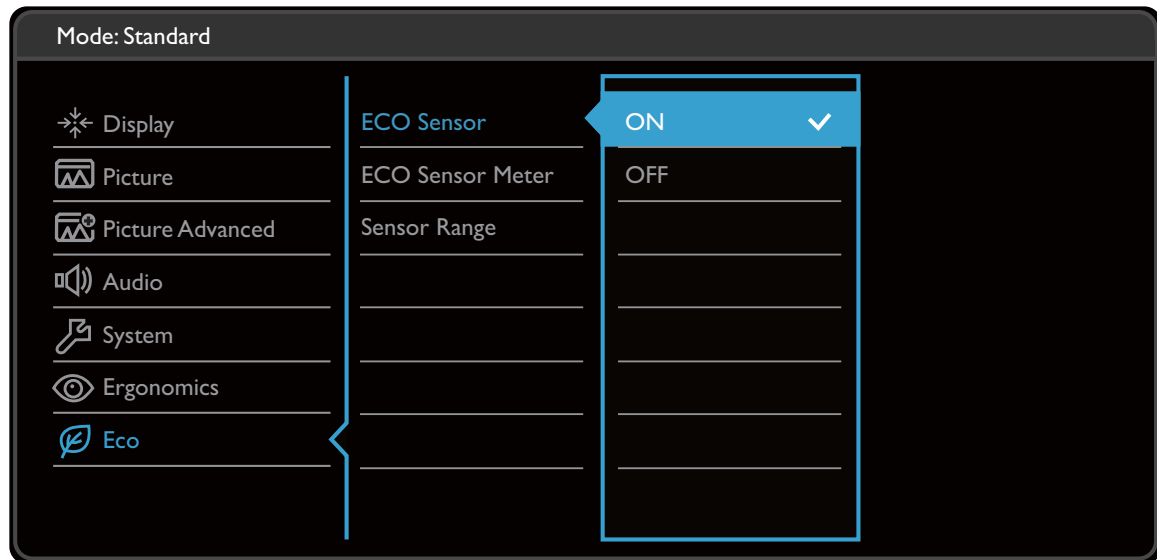 Mode: Standard
Display
Picture
Picture Advanced
Audio
System
Ergonomics
Eco
ECO Sensor
ECO Sensor Meter
Sensor Range
ON
OFF